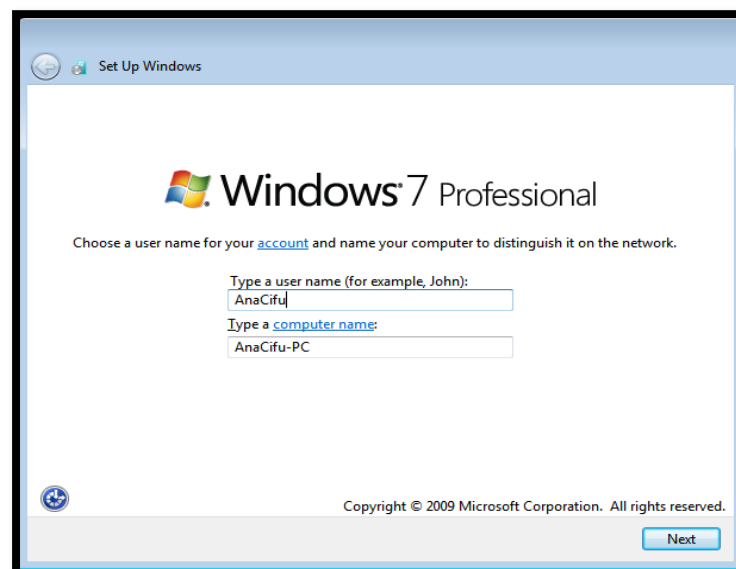 Set Up Windows
Windows® 7 Professional
Choose a user name for your account and name your computer to distinguish it on the network.
Type a user name (for example, John):
AnaCifu
Type a computer name:
AnaCifu-PC
Copyright © 2009 Microsoft Corporation. All rights reserved.
Next